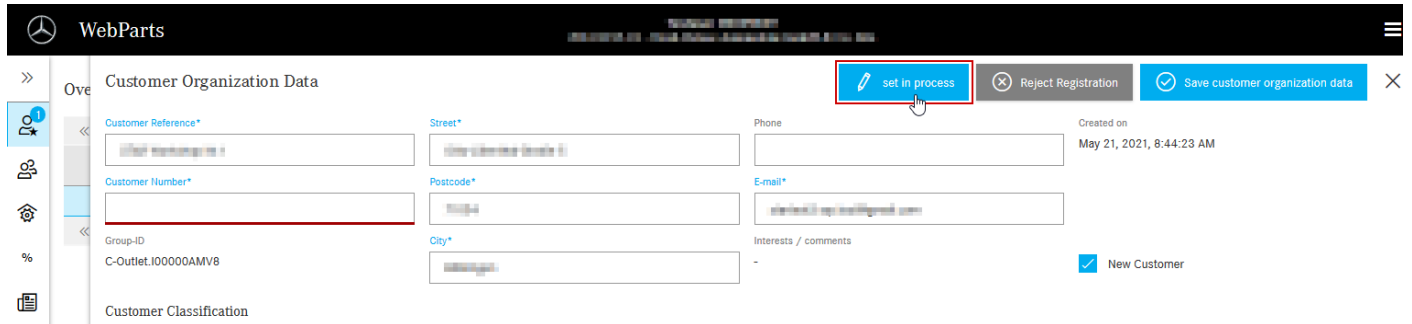 WebParts
Ove
Customer Organization Data
set in process
Reject Registration
Save customer organization data
1
Customer Reference*
Street*
Phone
Created on
May 21, 2021, 8:44:23 AM
Customer Number*
Postcode*
E-mail*
Group-ID
City*
Interests / comments
C-Outlet.I00000AMV8
-
New Customer
%
Customer Classification